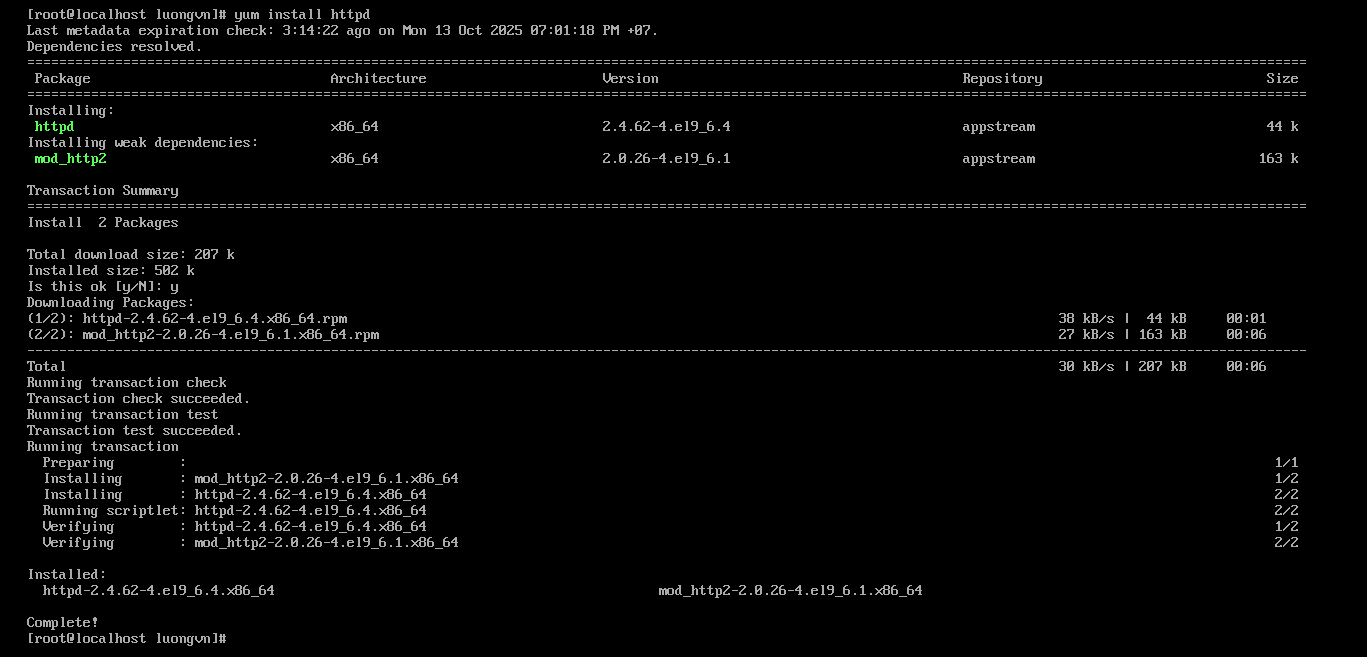 [root@localhost luongvn]# yum install httpd
Last metadata expiration check: 3:14:22 ago on Mon 13 Oct 2025 07:01:18 PM +07.
Dependencies resolved.
================================================================================================================================================================
 Package                              Architecture                      Version                                      Repository                            Size
================================================================================================================================================================
Installing:
 httpd                                x86_64                            2.4.62-4.el9_6.4                             appstream                             44 k
Installing weak dependencies:
 mod_http2                            x86_64                            2.0.26-4.el9_6.1                             appstream                            163 k
Transaction Summary
================================================================================================================================================================
Install  2 Packages
Total download size: 207 k
Installed size: 502 k
Is this ok [y/N]: y
Downloading Packages:
(1/2): httpd-2.4.62-4.el9_6.4.x86_64.rpm                                                                                         38 kB/s |  44 kB     00:01
(2/2): mod_http2-2.0.26-4.el9_6.1.x86_64.rpm                                                                                     27 kB/s | 163 kB     00:06
----------------------------------------------------------------------------------------------------------------------------------------------------------------
Total                                                                                                                            30 kB/s | 207 kB     00:06
Running transaction check
Transaction check succeeded.
Running transaction test
Transaction test succeeded.
Running transaction
  Preparing        :                                                                                                                                        1/1
  Installing       : mod_http2-2.0.26-4.el9_6.1.x86_64                                                                                                      1/2
  Installing       : httpd-2.4.62-4.el9_6.4.x86_64                                                                                                          2/2
  Running scriptlet: httpd-2.4.62-4.el9_6.4.x86_64                                                                                                          2/2
  Verifying        : httpd-2.4.62-4.el9_6.4.x86_64                                                                                                          1/2
  Verifying        : mod_http2-2.0.26-4.el9_6.1.x86_64                                                                                                      2/2
Installed:
  httpd-2.4.62-4.el9_6.4.x86_64                                                mod_http2-2.0.26-4.el9_6.1.x86_64
Complete!
[root@localhost luongvn]#